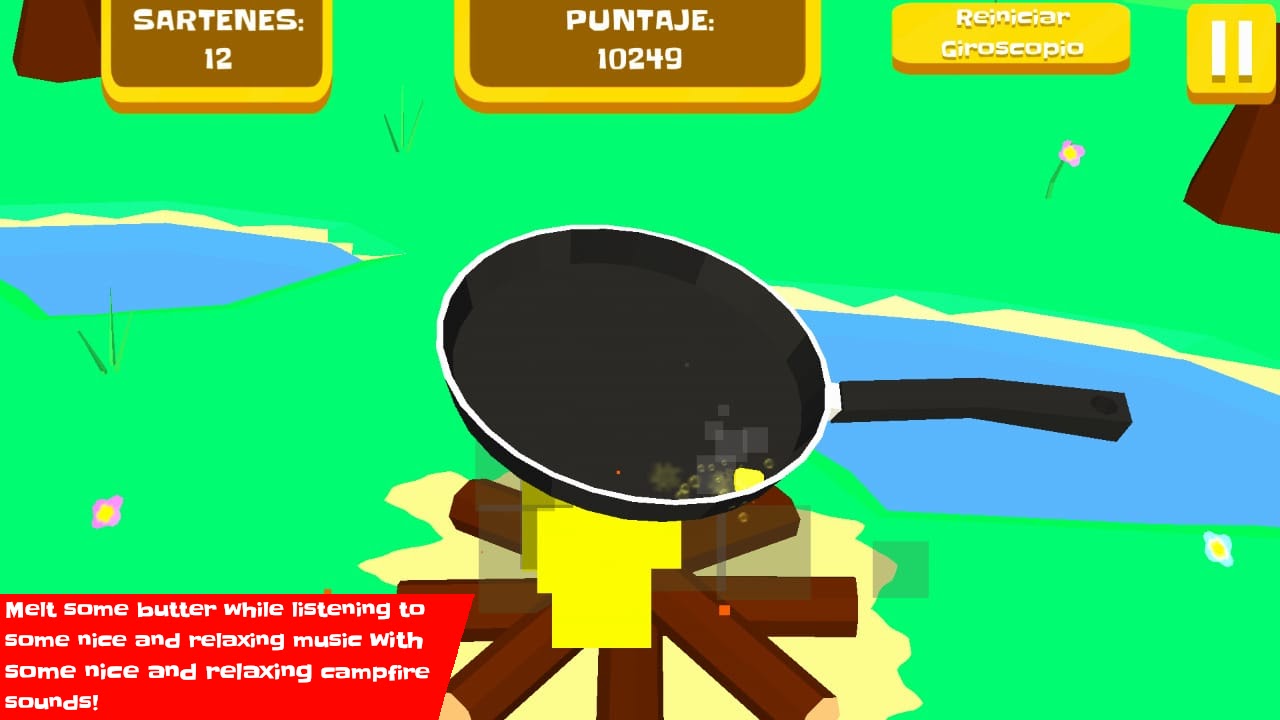 SARTENES:
12
PUNTAJE:
10249
Reiniciar
Giroscopio
Melt some butter while listening to
some nice and relaxing music With
some nice and relaxing campfire
sounds!